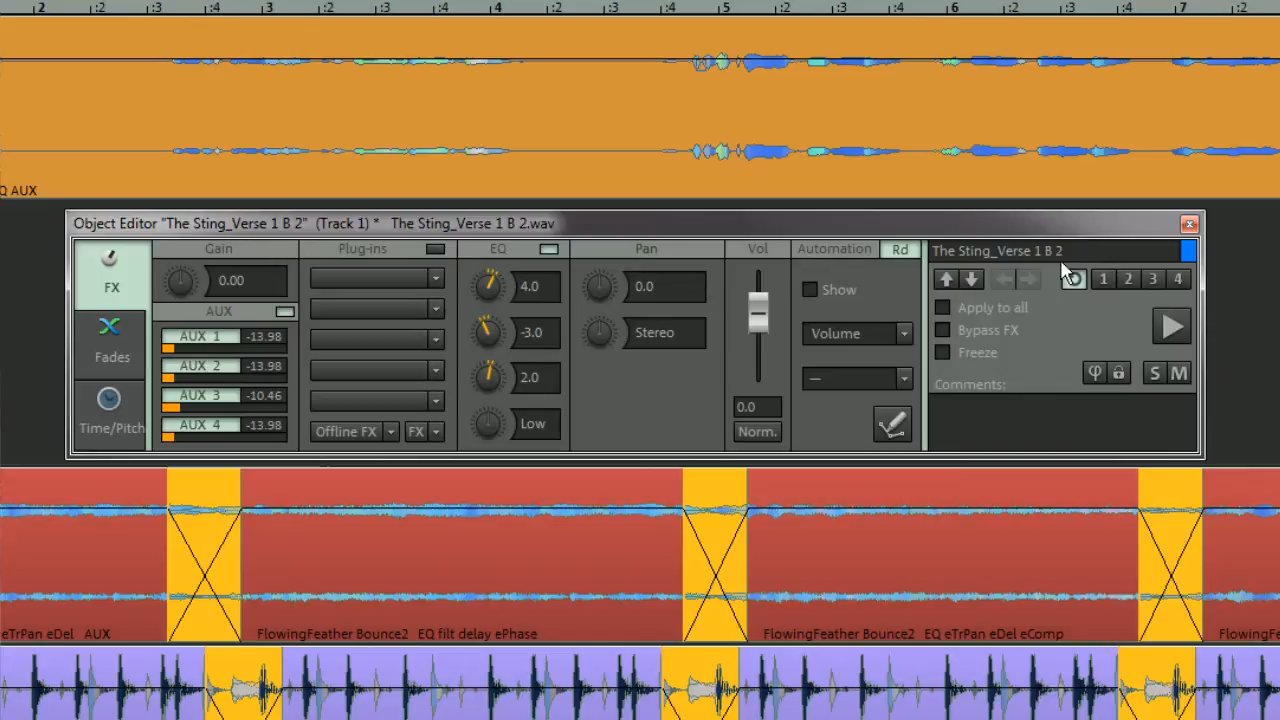 2 :2 :3 :4 3 :2 :3 :4 4 :2 :3 :4 5 :2 :3 :4 6 :2 :3 :4 7 :2
Q AUX
Object Editor "The Sting_Verse 1 B 2" (Track 1) * The Sting_Verse 1 B 2.wav
Gain Plug-ins EQ Pan Vol Automation Rd The Sting_Verse 1 B 2
FX 0.00 4.0 0.0 Show 1 2 3 4
AUX Apply to all
AUX 1 -13.98 -3.0 Stereo Volume Bypass FX
Fades AUX 2 -13.98 2.0 Freeze
AUX 3 -10.46 0.0 — Comments: φ S M
Time/Pitch AUX 4 -13.98 Offline FX FX Low Norm.
eTrPan eDel AUX FlowingFeather Bounce2 EQ filt delay ePhase FlowingFeather Bounce2 EQ eTrPan eDel eComp FlowingFe